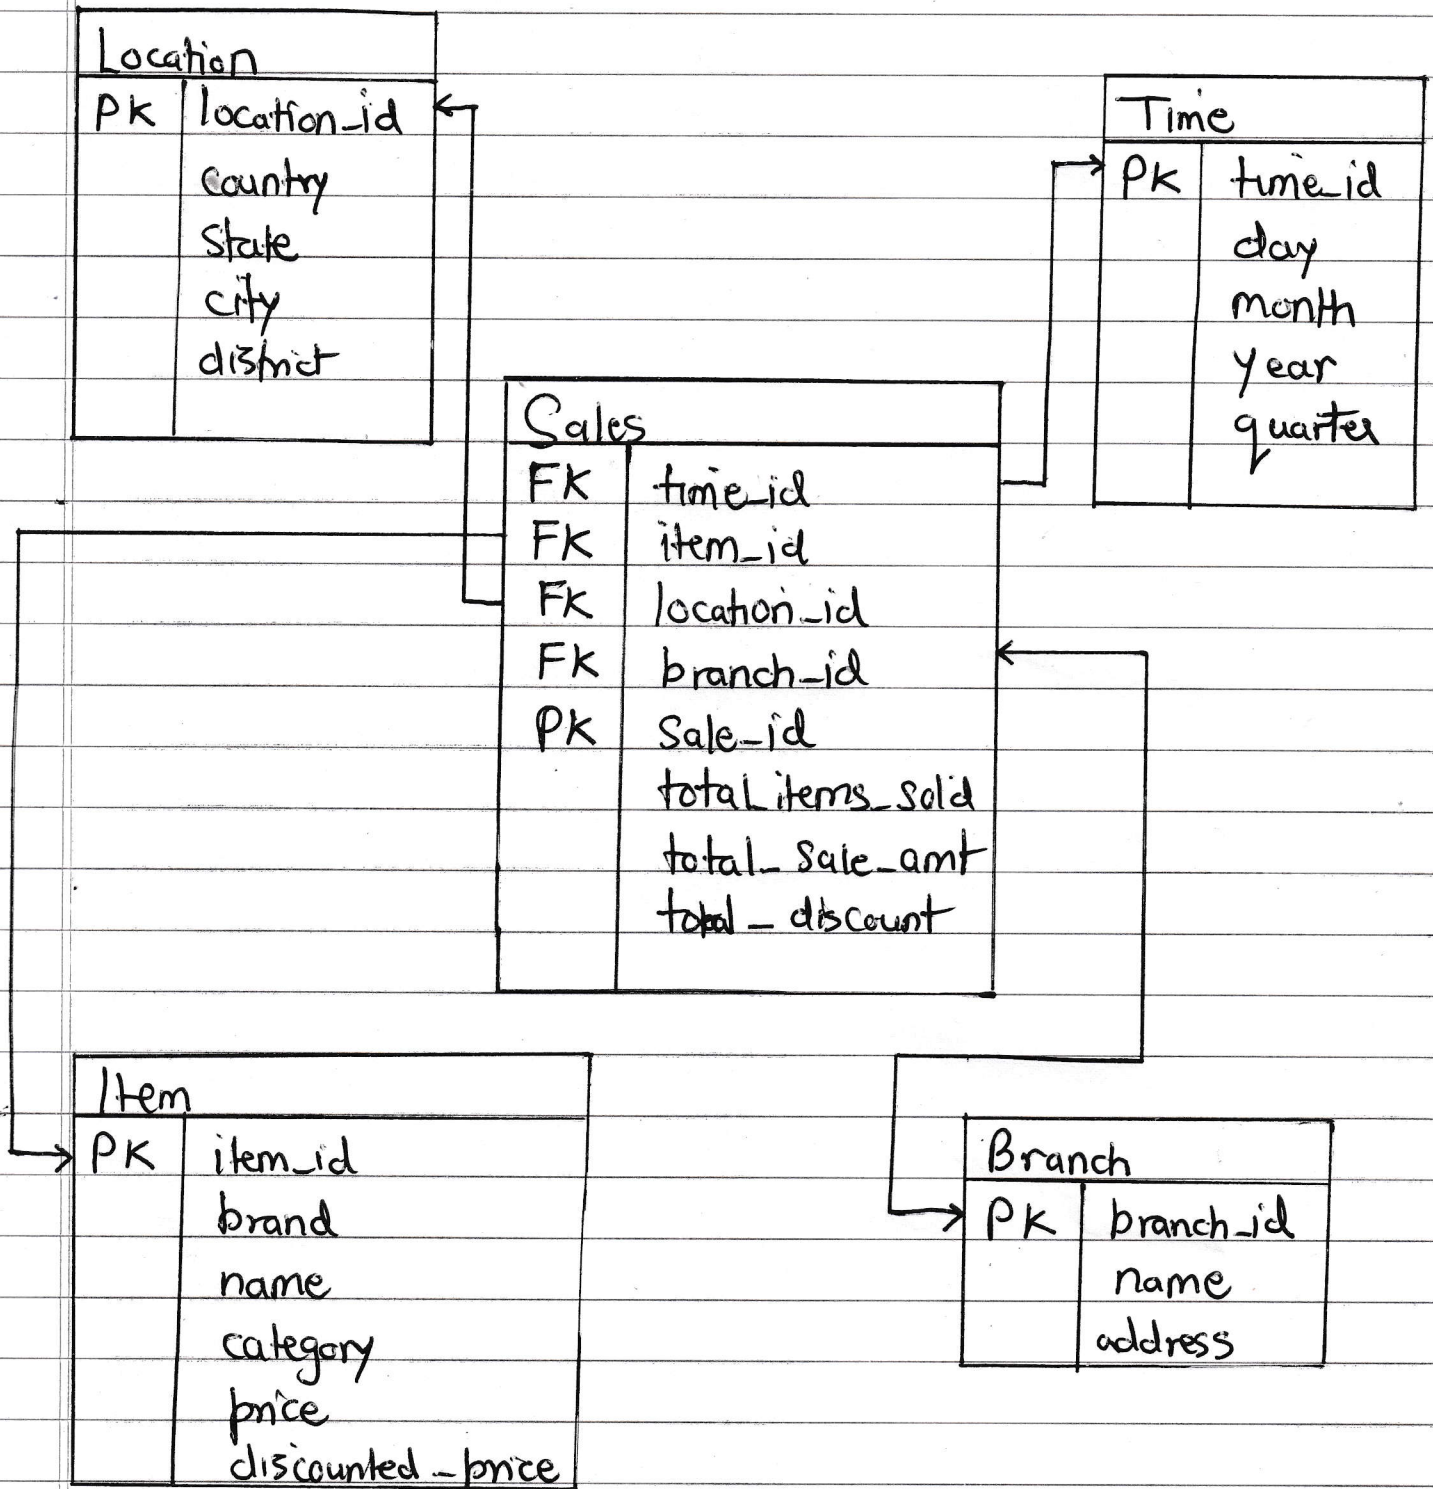 Location
PK location_id
country
state
city
district
Time
PK time_id
day
month
year
quarter
Sales
FK time_id
FK item_id
FK location_id
FK branch_id
PK Sale_id
total_items_sold
total_sale_amt
total_discount
Item
PK item_id
brand
name
category
price
discounted_price
Branch
PK branch_id
name
address